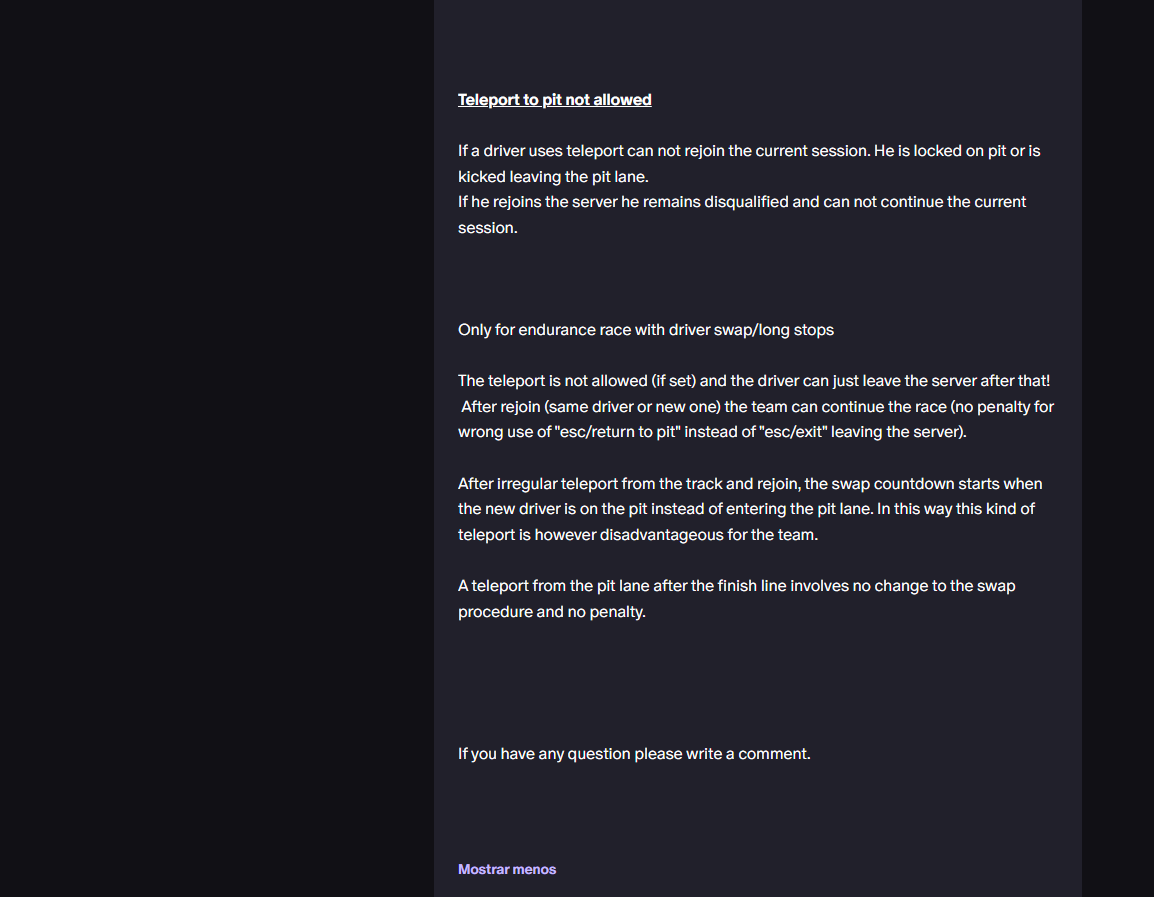 Teleport to pit not allowed
If a driver uses teleport can not rejoin the current session. He is locked on pit or is
kicked leaving the pit lane.
If he rejoins the server he remains disqualified and can not continue the current
session.
Only for endurance race with driver swap/long stops
The teleport is not allowed (if set) and the driver can just leave the server after that!
After rejoin (same driver or new one) the team can continue the race (no penalty for
wrong use of "esc/return to pit" instead of "esc/exit" leaving the server).
After irregular teleport from the track and rejoin, the swap countdown starts when
the new driver is on the pit instead of entering the pit lane. In this way this kind of
teleport is however disadvantageous for the team.
A teleport from the pit lane after the finish line involves no change to the swap
procedure and no penalty.
If you have any question please write a comment.
Mostrar menos